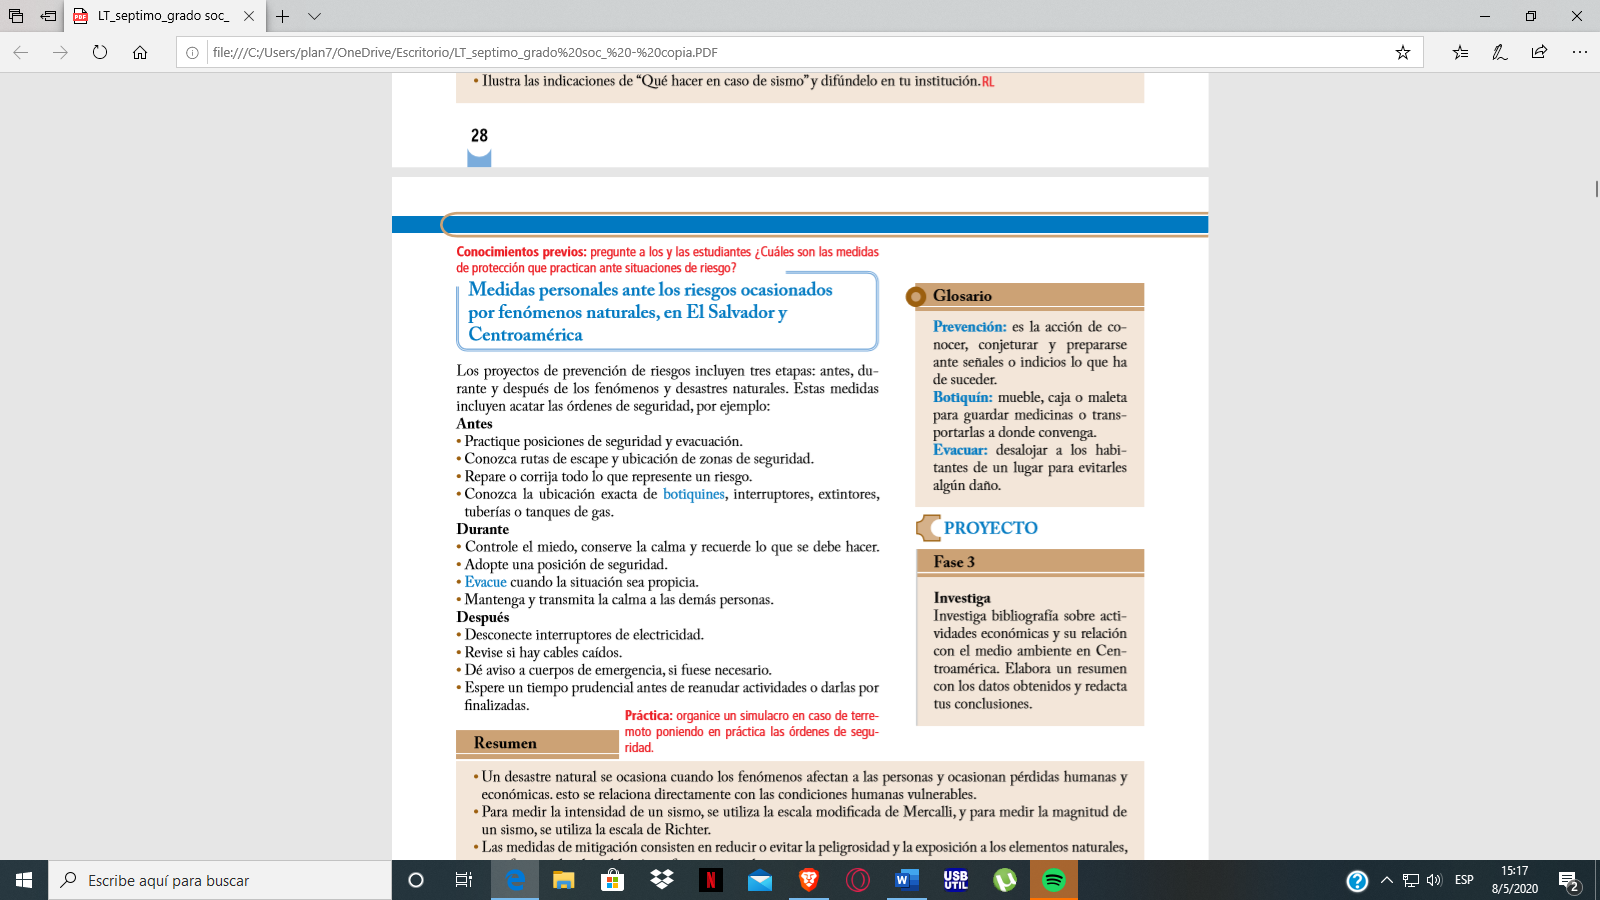 LT_septimo_grado soc_
file:///C:/Users/plan7/OneDrive/Escritorio/LT_septimo_grado%20soc_%20-%20copia.PDF
• Ilustra las indicaciones de “Qué hacer en caso de sismo” y difúndelo en tu institución. RL
28
Conocimientos previos: pregunte a los y las estudiantes ¿Cuáles son las medidas
de protección que practican ante situaciones de riesgo?
Medidas personales ante los riesgos ocasionados
por fenómenos naturales, en El Salvador y
Centroamérica
Los proyectos de prevención de riesgos incluyen tres etapas: antes, du-
rante y después de los fenómenos y desastres naturales. Estas medidas
incluyen acatar las órdenes de seguridad, por ejemplo:
Antes
• Practique posiciones de seguridad y evacuación.
• Conozca rutas de escape y ubicación de zonas de seguridad.
• Repare o corrija todo lo que represente un riesgo.
• Conozca la ubicación exacta de botiquines, interruptores, extintores,
tuberías o tanques de gas.
Durante
• Controle el miedo, conserve la calma y recuerde lo que se debe hacer.
• Adopte una posición de seguridad.
• Evacue cuando la situación sea propicia.
• Mantenga y transmita la calma a las demás personas.
Después
• Desconecte interruptores de electricidad.
• Revise si hay cables caídos.
• Dé aviso a cuerpos de emergencia, si fuese necesario.
• Espere un tiempo prudencial antes de reanudar actividades o darlas por
finalizadas.
Práctica: organice un simulacro en caso de terre-
moto poniendo en práctica las órdenes de segu-
ridad.
Glosario
Prevención: es la acción de co-
nocer, conjeturar y prepararse
ante señales o indicios lo que ha
de suceder.
Botiquín: mueble, caja o maleta
para guardar medicinas o trans-
portarlas a donde convenga.
Evacuar: desalojar a los habi-
tantes de un lugar para evitarles
algún daño.
PROYECTO
Fase 3
Investiga
Investiga bibliografía sobre acti-
vidades económicas y su relación
con el medio ambiente en Cen-
troamérica. Elabora un resumen
con los datos obtenidos y redacta
tus conclusiones.
Resumen
• Un desastre natural se ocasiona cuando los fenómenos afectan a las personas y ocasionan pérdidas humanas y
económicas. esto se relaciona directamente con las condiciones humanas vulnerables.
• Para medir la intensidad de un sismo, se utiliza la escala modificada de Mercalli, y para medir la magnitud de
un sismo, se utiliza la escala de Richter.
• Las medidas de mitigación consisten en reducir o evitar la peligrosidad y la exposición a los elementos naturales,
Escribe aquí para buscar
USB
UTIL
ESP
15:17
8/5/2020
2